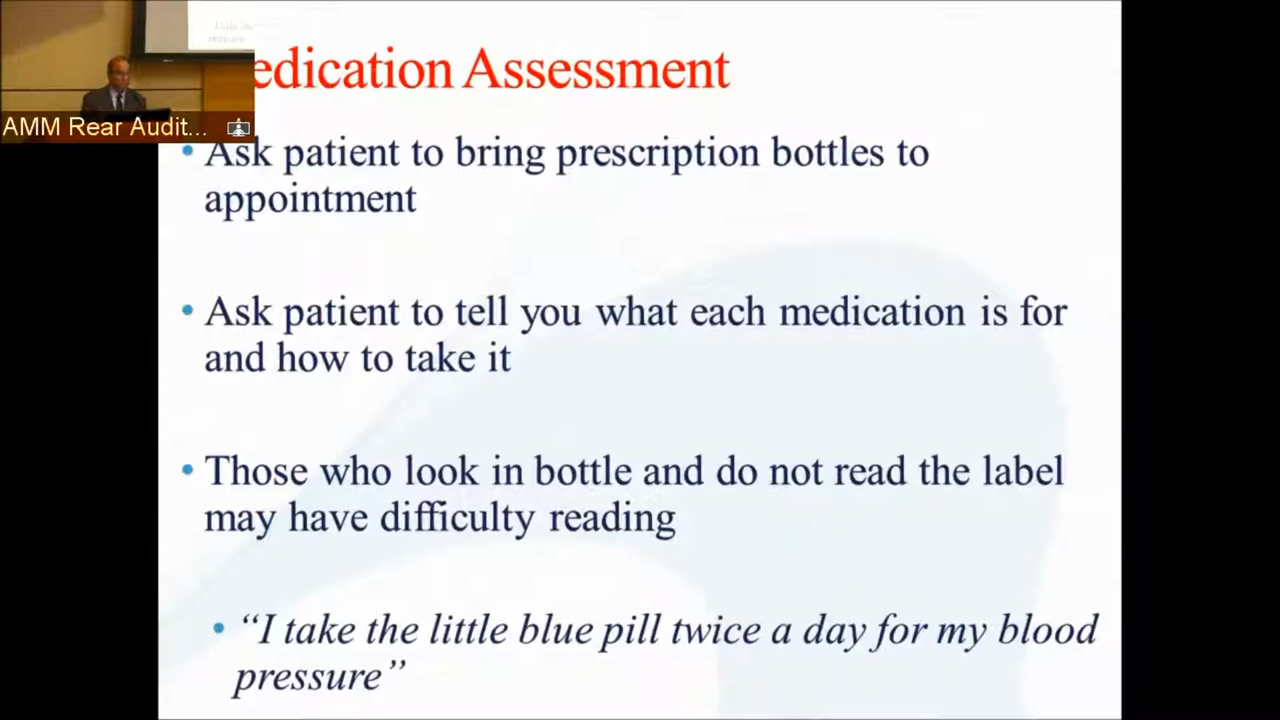 edication Assessment
AMM Rear Audit...
• Ask patient to bring prescription bottles to
appointment
• Ask patient to tell you what each medication is for
and how to take it
• Those who look in bottle and do not read the label
may have difficulty reading
• “I take the little blue pill twice a day for my blood
pressure”